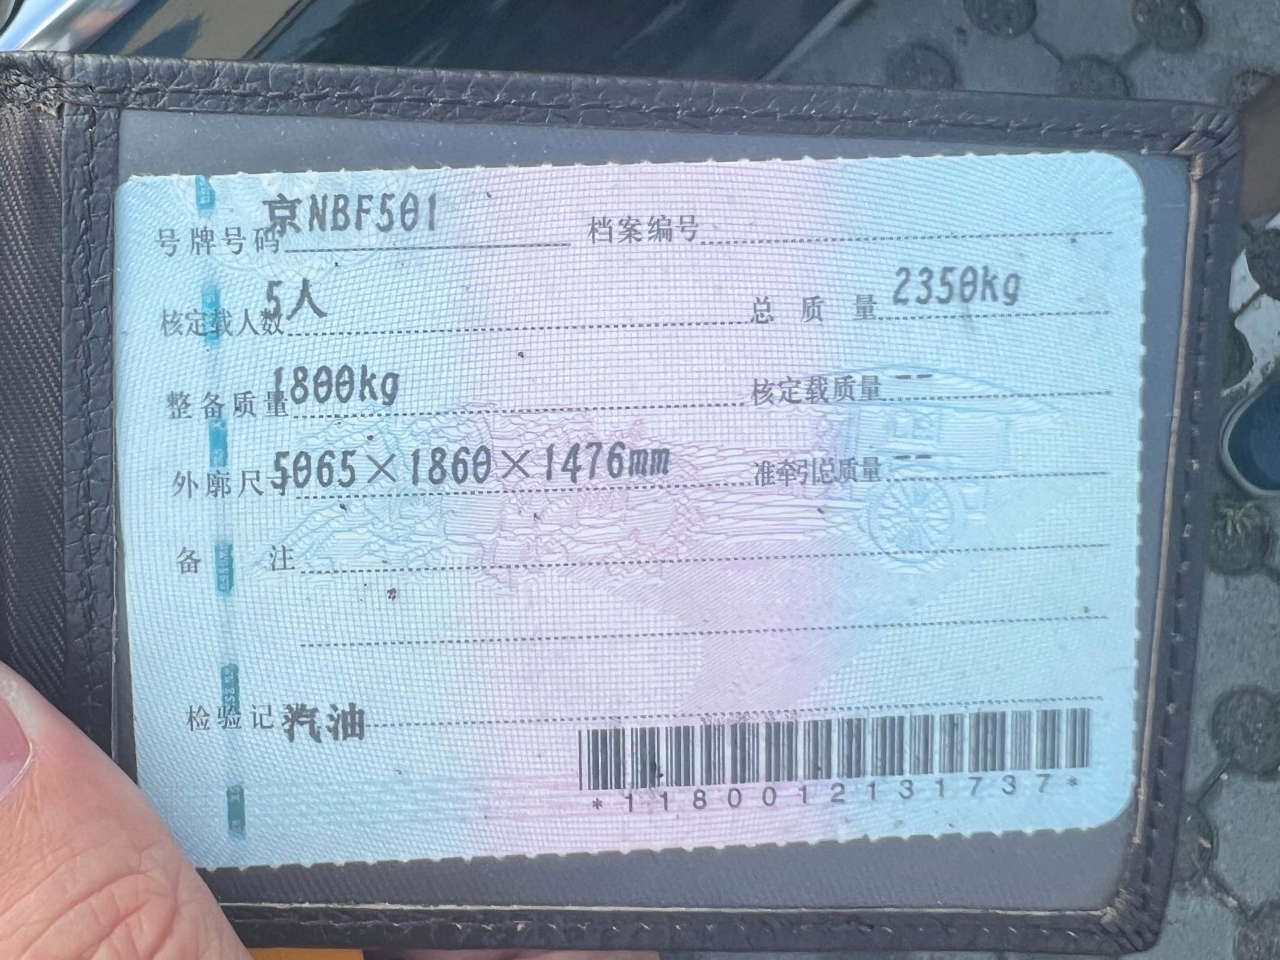 号牌号码 京NBF501 档案编号
核定载人数 5人 总质量 2350kg
整备质量 1800kg 核定载质量 --
外廓尺寸 5065×1860×1476mm 准牵引总质量 --
备注
检验记录 汽油
*1180012131737*